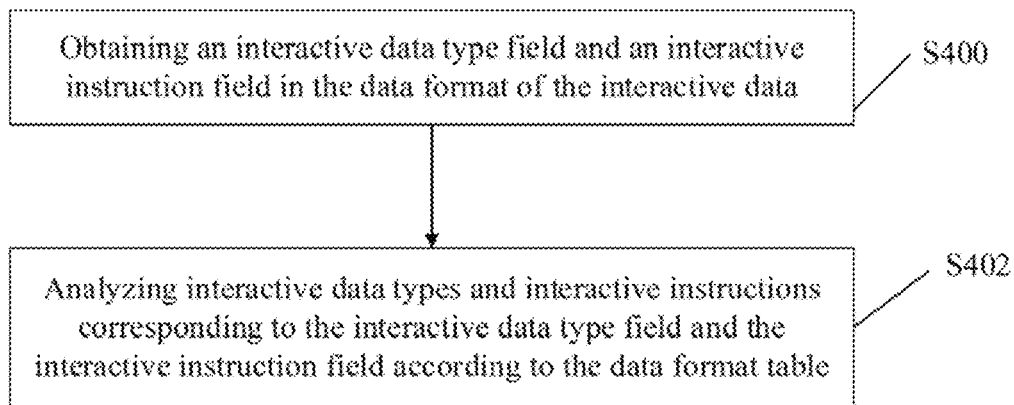 Obtaining an interactive data type field and an interactive
instruction field in the data format of the interactive data
S400
Analyzing interactive data types and interactive instructions
corresponding to the interactive data type field and the
interactive instruction field according to the data format table
S402